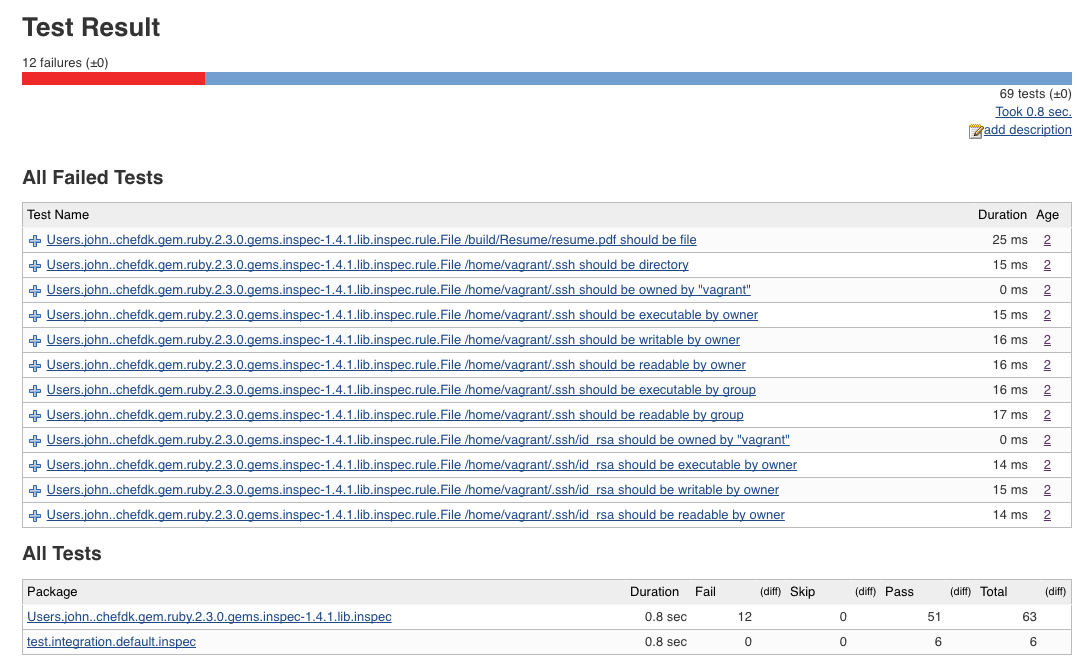 Test Result
12 failures (±0)
69 tests (±0)
Took 0.8 sec.
add description
All Failed Tests
Test Name Duration Age
Users.john..chefdk.gem.ruby.2.3.0.gems.inspec-1.4.1.lib.inspec.rule.File /build/Resume/resume.pdf should be file 25 ms 2
Users.john..chefdk.gem.ruby.2.3.0.gems.inspec-1.4.1.lib.inspec.rule.File /home/vagrant/.ssh should be directory 15 ms 2
Users.john..chefdk.gem.ruby.2.3.0.gems.inspec-1.4.1.lib.inspec.rule.File /home/vagrant/.ssh should be owned by "vagrant" 0 ms 2
Users.john..chefdk.gem.ruby.2.3.0.gems.inspec-1.4.1.lib.inspec.rule.File /home/vagrant/.ssh should be executable by owner 15 ms 2
Users.john..chefdk.gem.ruby.2.3.0.gems.inspec-1.4.1.lib.inspec.rule.File /home/vagrant/.ssh should be writable by owner 16 ms 2
Users.john..chefdk.gem.ruby.2.3.0.gems.inspec-1.4.1.lib.inspec.rule.File /home/vagrant/.ssh should be readable by owner 16 ms 2
Users.john..chefdk.gem.ruby.2.3.0.gems.inspec-1.4.1.lib.inspec.rule.File /home/vagrant/.ssh should be executable by group 16 ms 2
Users.john..chefdk.gem.ruby.2.3.0.gems.inspec-1.4.1.lib.inspec.rule.File /home/vagrant/.ssh should be readable by group 17 ms 2
Users.john..chefdk.gem.ruby.2.3.0.gems.inspec-1.4.1.lib.inspec.rule.File /home/vagrant/.ssh/id_rsa should be owned by "vagrant" 0 ms 2
Users.john..chefdk.gem.ruby.2.3.0.gems.inspec-1.4.1.lib.inspec.rule.File /home/vagrant/.ssh/id_rsa should be executable by owner 14 ms 2
Users.john..chefdk.gem.ruby.2.3.0.gems.inspec-1.4.1.lib.inspec.rule.File /home/vagrant/.ssh/id_rsa should be writable by owner 15 ms 2
Users.john..chefdk.gem.ruby.2.3.0.gems.inspec-1.4.1.lib.inspec.rule.File /home/vagrant/.ssh/id_rsa should be readable by owner 14 ms 2
All Tests
Package Duration Fail (diff) Skip (diff) Pass (diff) Total (diff)
Users.john..chefdk.gem.ruby.2.3.0.gems.inspec-1.4.1.lib.inspec 0.8 sec 12 0 51 63
test.integration.default.inspec 0.8 sec 0 0 6 6